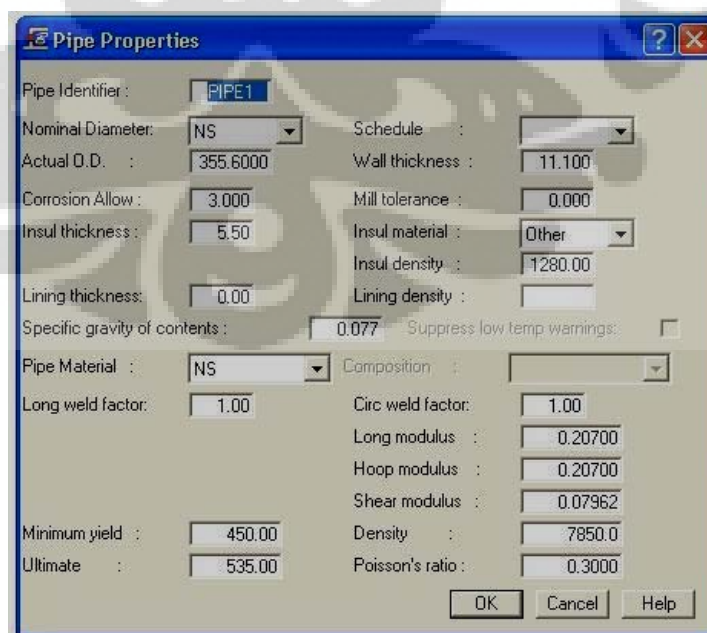 Pipe Properties
Pipe Identifier : PIPE1
Nominal Diameter: NS Schedule :
Actual O.D. : 355.6000 Wall thickness : 11.100
Corrosion Allow : 3.000 Mill tolerance : 0.000
Insul thickness : 5.50 Insul material : Other
Insul density : 1280.00
Lining thickness: 0.00 Lining density :
Specific gravity of contents : 0.077 Suppress low temp warnings:
Pipe Material : NS Composition :
Long weld factor: 1.00 Circ weld factor: 1.00
Long modulus : 0.20700
Hoop modulus : 0.20700
Shear modulus : 0.07962
Minimum yield : 450.00 Density : 7850.0
Ultimate : 535.00 Poisson's ratio : 0.3000
OK Cancel Help